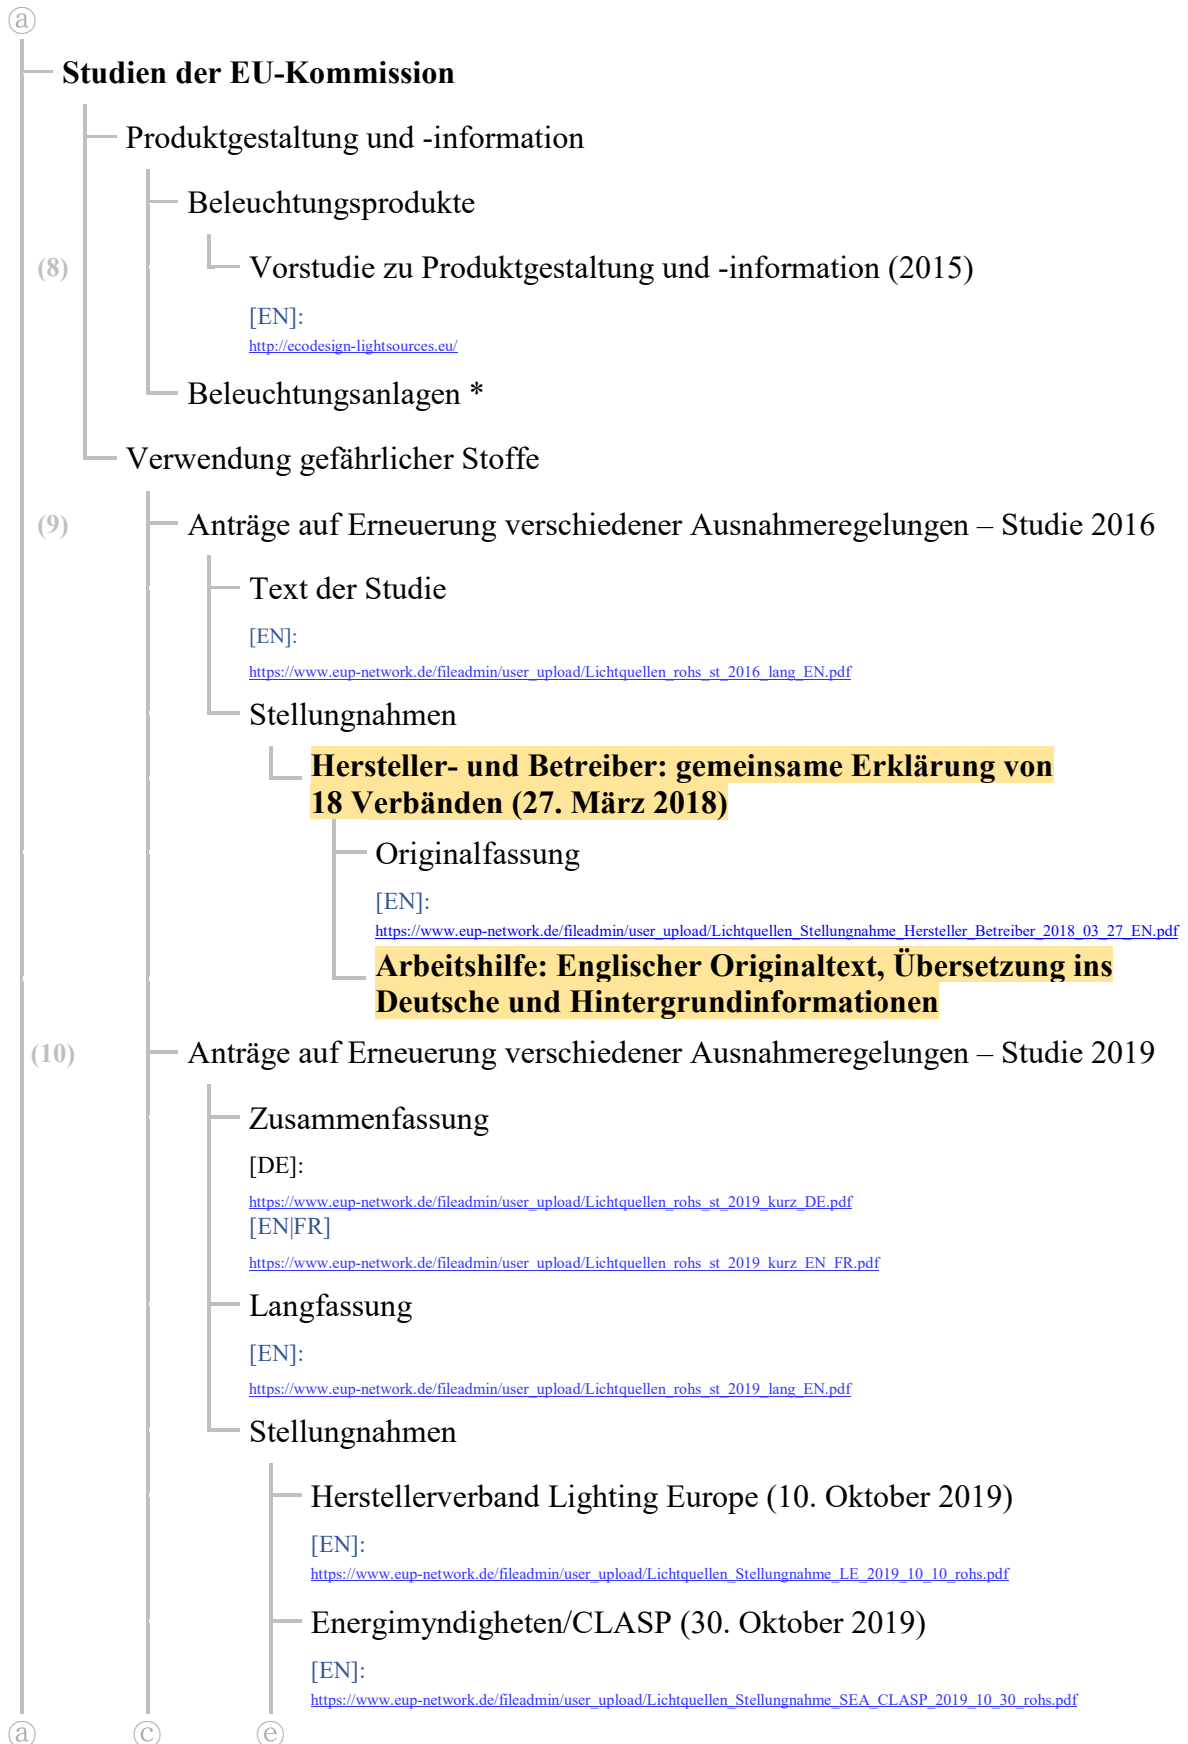 ⓐ
Studien der EU-Kommission
Produktgestaltung und -information
Beleuchtungsprodukte
(8)
Vorstudie zu Produktgestaltung und -information (2015)
[EN]:
http://ecodesign-lightsources.eu/
Beleuchtungsanlagen *
Verwendung gefährlicher Stoffe
(9)
Anträge auf Erneuerung verschiedener Ausnahmeregelungen – Studie 2016
Text der Studie
[EN]:
https://www.eup-network.de/fileadmin/user_upload/Lichtquellen_rohs_st_2016_lang_EN.pdf
Stellungnahmen
Hersteller- und Betreiber: gemeinsame Erklärung von
18 Verbänden (27. März 2018)
Originalfassung
[EN]:
https://www.eup-network.de/fileadmin/user_upload/Lichtquellen_Stellungnahme_Hersteller_Betreiber_2018_03_27_EN.pdf
Arbeitshilfe: Englischer Originaltext, Übersetzung ins
Deutsche und Hintergrundinformationen
(10)
Anträge auf Erneuerung verschiedener Ausnahmeregelungen – Studie 2019
Zusammenfassung
[DE]:
https://www.eup-network.de/fileadmin/user_upload/Lichtquellen_rohs_st_2019_kurz_DE.pdf
[EN|FR]
https://www.eup-network.de/fileadmin/user_upload/Lichtquellen_rohs_st_2019_kurz_EN_FR.pdf
Langfassung
[EN]:
https://www.eup-network.de/fileadmin/user_upload/Lichtquellen_rohs_st_2019_lang_EN.pdf
Stellungnahmen
Herstellerverband Lighting Europe (10. Oktober 2019)
[EN]:
https://www.eup-network.de/fileadmin/user_upload/Lichtquellen_Stellungnahme_LE_2019_10_10_rohs.pdf
Energimyndigheten/CLASP (30. Oktober 2019)
[EN]:
https://www.eup-network.de/fileadmin/user_upload/Lichtquellen_Stellungnahme_SEA_CLASP_2019_10_30_rohs.pdf
ⓐ ⓒ ⓔ